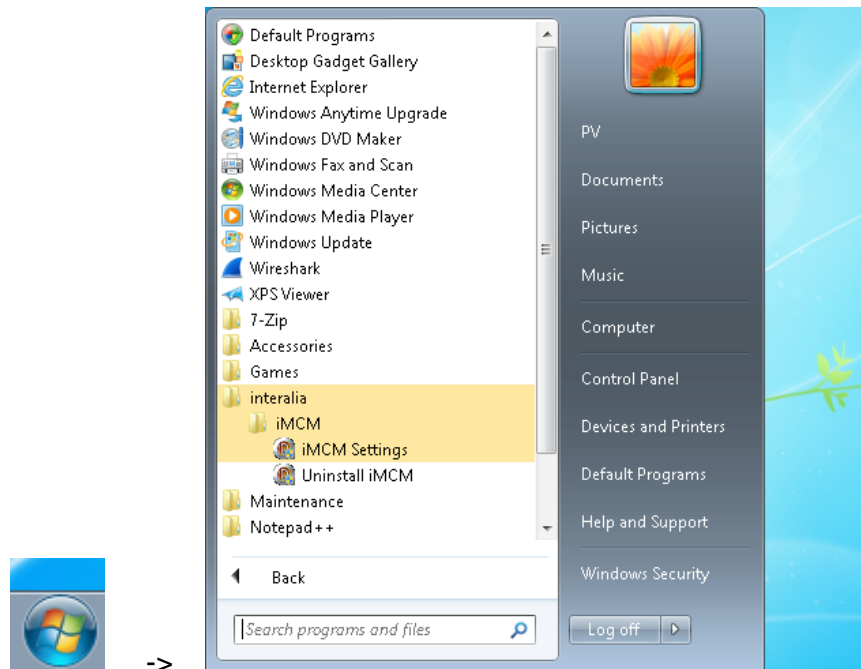 Default Programs
Desktop Gadget Gallery
Internet Explorer
Windows Anytime Upgrade
Windows DVD Maker
Windows Fax and Scan
Windows Media Center
Windows Media Player
Windows Update
Wireshark
XPS Viewer
7-Zip
Accessories
Games
interalia
iMCM
iMCM Settings
Uninstall iMCM
Maintenance
Notepad++
Back
Search programs and files
PV
Documents
Pictures
Music
Computer
Control Panel
Devices and Printers
Default Programs
Help and Support
Windows Security
Log off
->